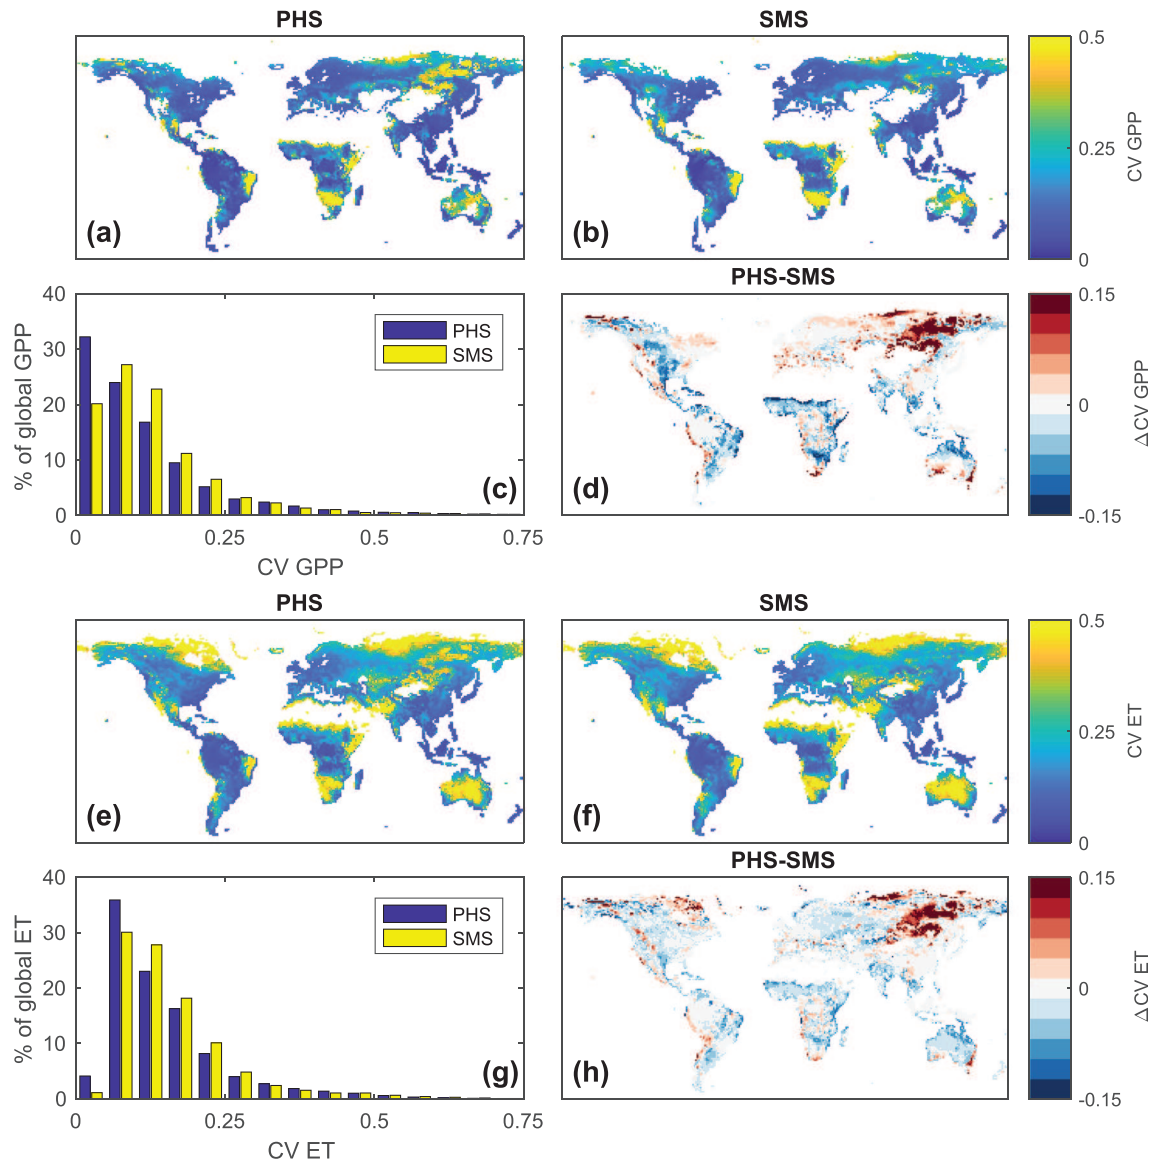 PHS
SMS
(a)
(b)
0.5
0.25
0
CV GPP
PHS-SMS
40
30
20
10
0
% of global GPP
PHS
SMS
(c)
0
0.25
0.5
0.75
CV GPP
(d)
0.15
0
-0.15
ΔCV GPP
PHS
SMS
(e)
(f)
0.5
0.25
0
CV ET
PHS-SMS
40
30
20
10
0
% of global ET
PHS
SMS
(g)
0
0.25
0.5
0.75
CV ET
(h)
0.15
0
-0.15
ΔCV ET